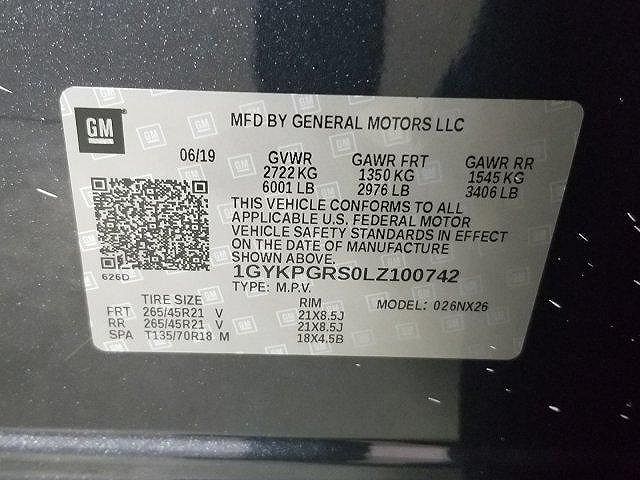 GM
MFD BY GENERAL MOTORS LLC
06/19 GVWR GAWR FRT GAWR RR
2722 KG 1350 KG 1545 KG
6001 LB 2976 LB 3406 LB
THIS VEHICLE CONFORMS TO ALL
APPLICABLE U.S. FEDERAL MOTOR
VEHICLE SAFETY STANDARDS IN EFFECT
ON THE DATE OF MANUFACTURE
SHOWN ABOVE.
626D 1GYKPGRS0LZ100742
TYPE: M.P.V.
TIRE SIZE RIM MODEL: 026NX26
FRT 265/45R21 V 21X8.5J
RR 265/45R21 V 21X8.5J
SPA T135/70R18 M 18X4.5B